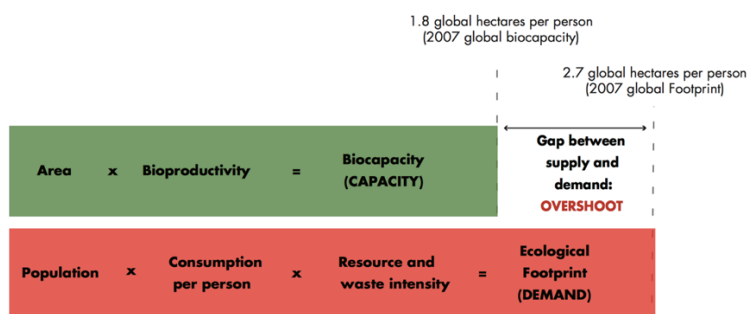 1.8 global hectares per person
(2007 global biocapacity)
2.7 global hectares per person
(2007 global Footprint)
Area x Bioproductivity = Biocapacity
(CAPACITY)
Gap between
supply and
demand:
OVERSHOOT
Population x Consumption
per person x Resource and
waste intensity = Ecological
Footprint
(DEMAND)